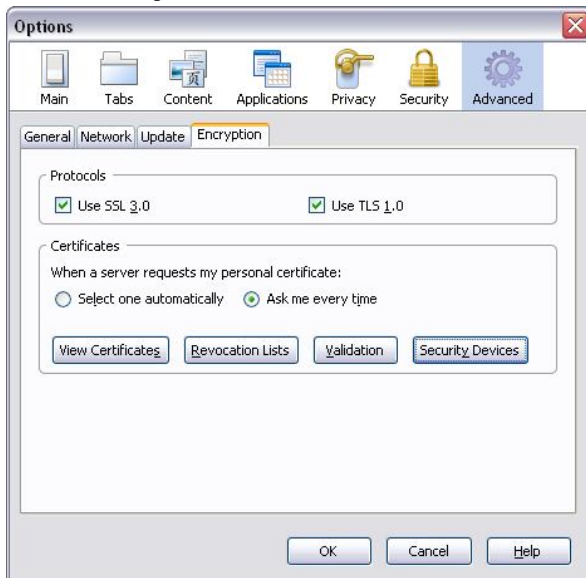 Options
Main Tabs Content Applications Privacy Security Advanced
General Network Update Encryption
Protocols
Use SSL 3.0 Use TLS 1.0
Certificates
When a server requests my personal certificate:
Select one automatically Ask me every time
View Certificates Revocation Lists Validation Security Devices
OK Cancel Help